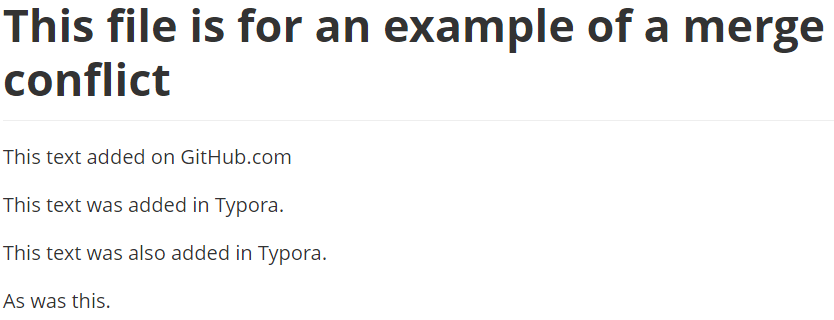 This file is for an example of a merge
conflict
This text added on GitHub.com
This text was added in Typora.
This text was also added in Typora.
As was this.